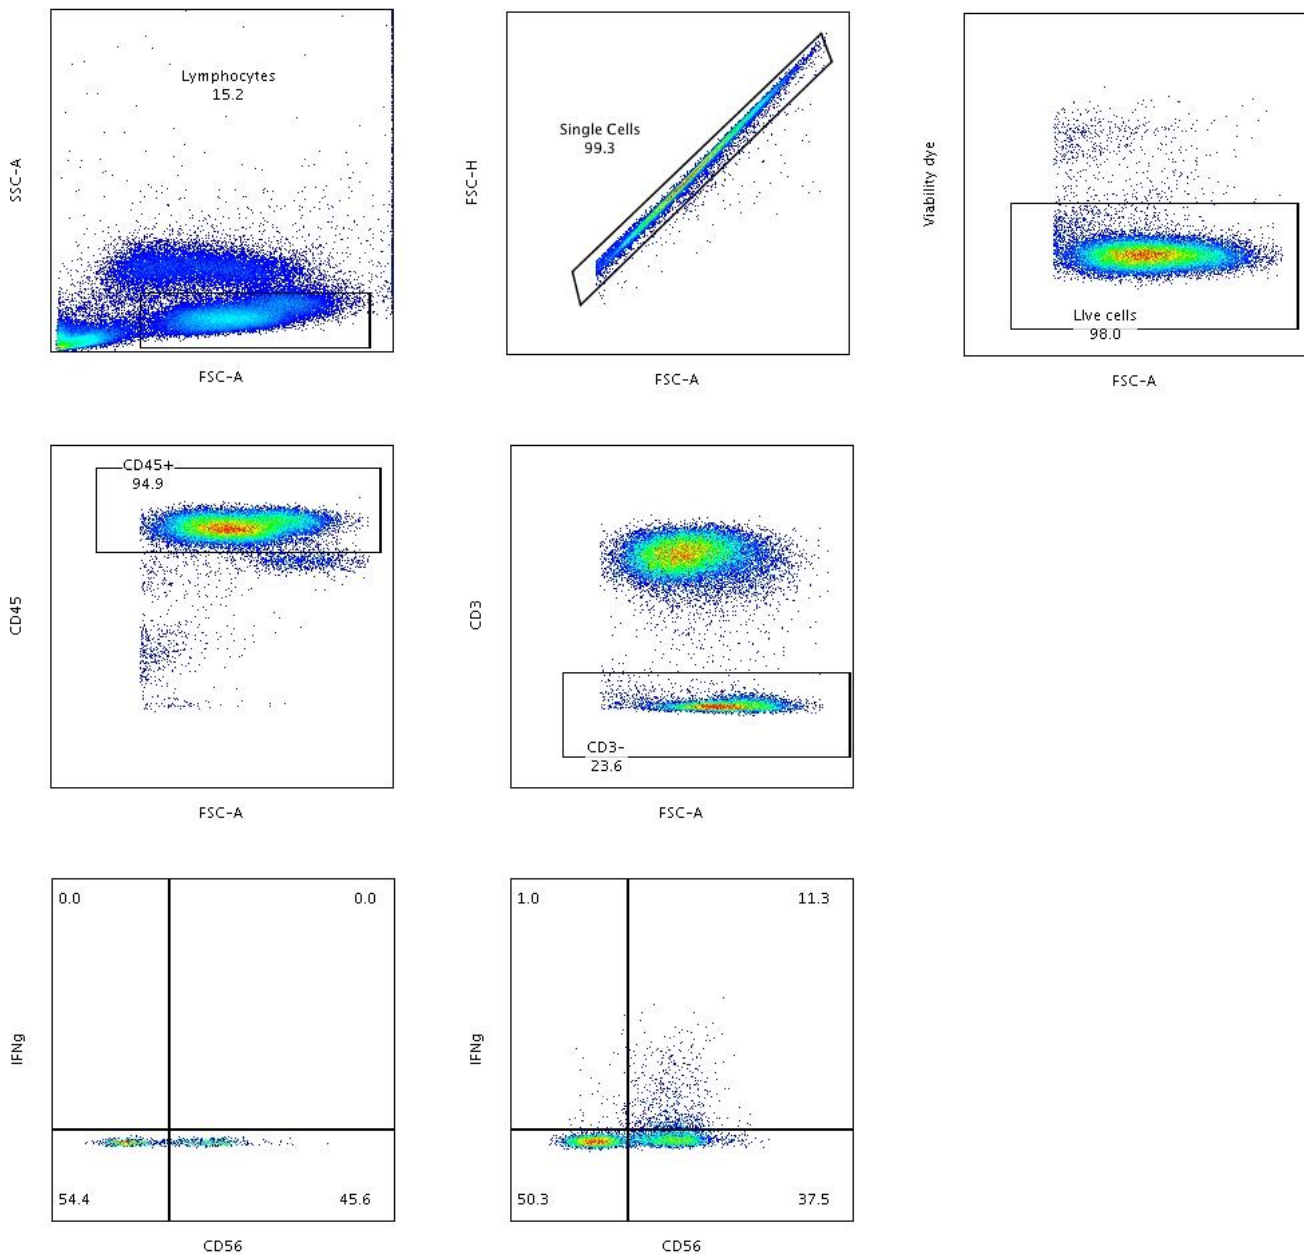 Lymphocytes
15.2
SSC-A
FSC-A
Single Cells
99.3
FSC-H
FSC-A
Viability dye
LIve cells
98.0
FSC-A
CD45+
94.9
CD45
FSC-A
CD3
CD3-
23.6
FSC-A
0.0 0.0
IFNg
54.4 45.6
CD56
1.0 11.3
IFNg
50.3 37.5
CD56